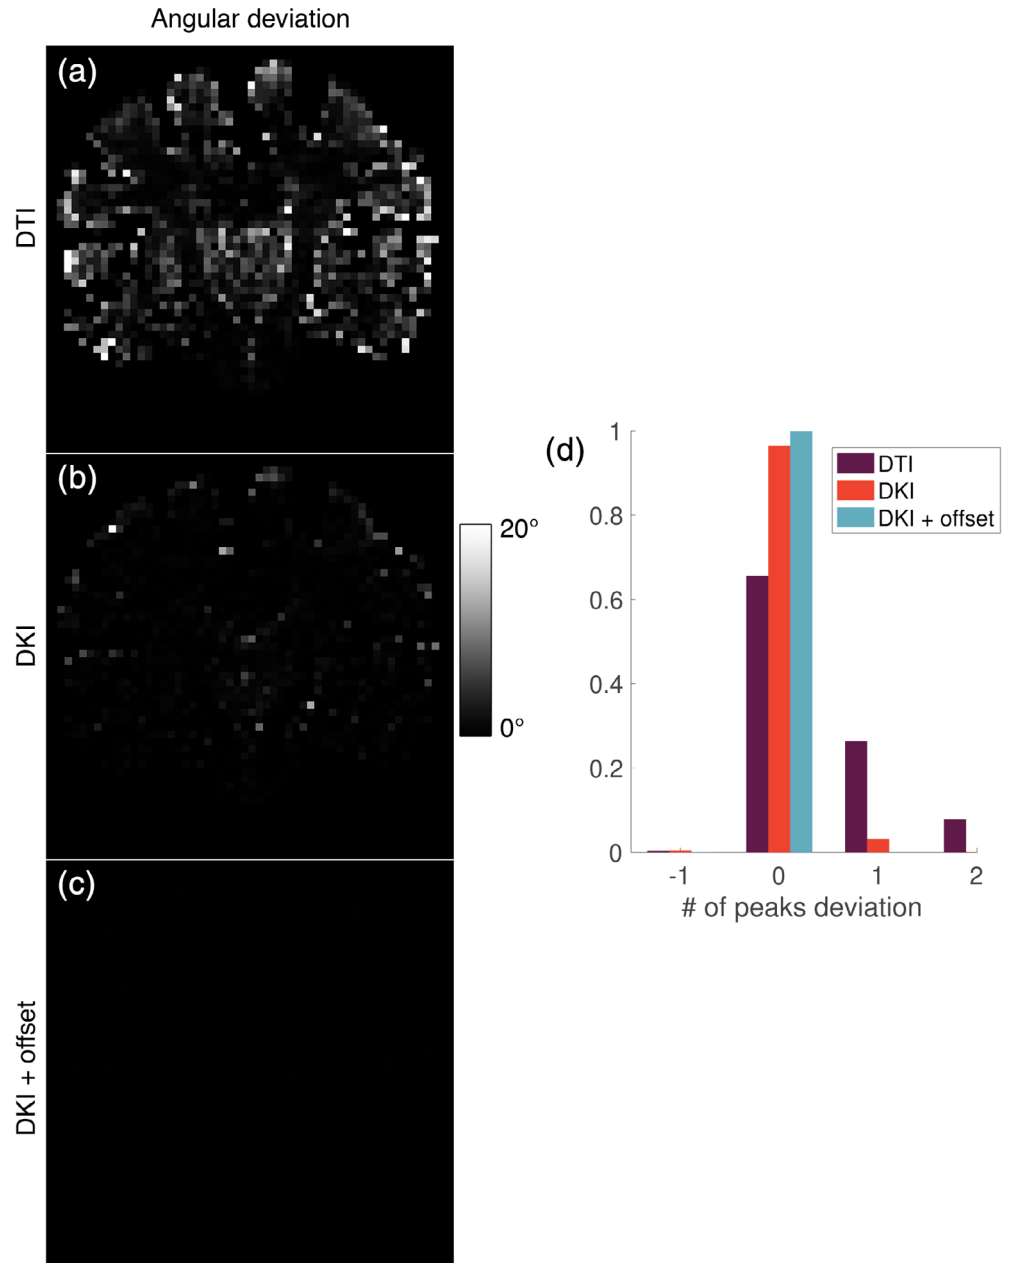 Angular deviation
(a)
DTI
(b)
DKI
20°
0°
(c)
DKI + offset
(d)
1
0.8
0.6
0.4
0.2
0
DTI
DKI
DKI + offset
-1 0 1 2
# of peaks deviation